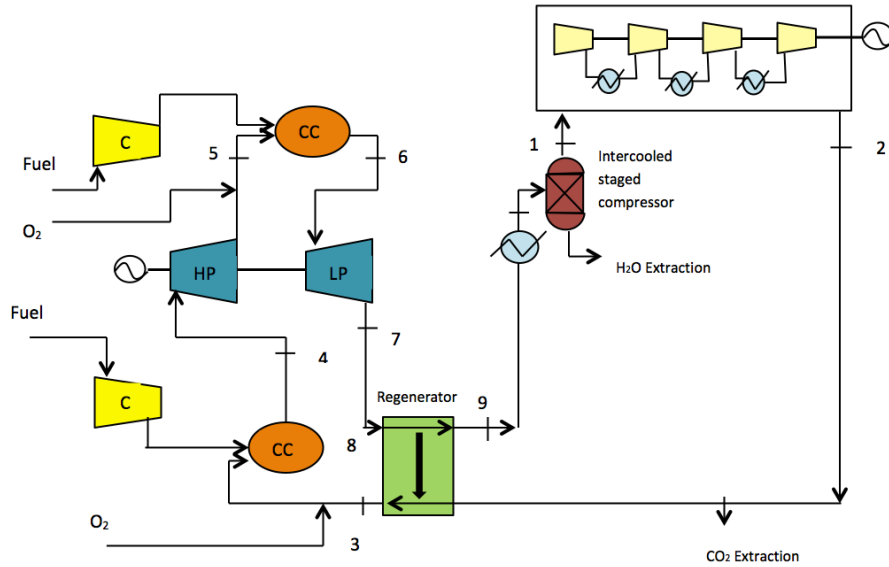 C
CC
5
6
Fuel
O₂
HP
LP
1
2
Intercooled
staged
compressor
H₂O Extraction
Fuel
4
7
C
Regenerator
CC
8
9
O₂
3
CO₂ Extraction